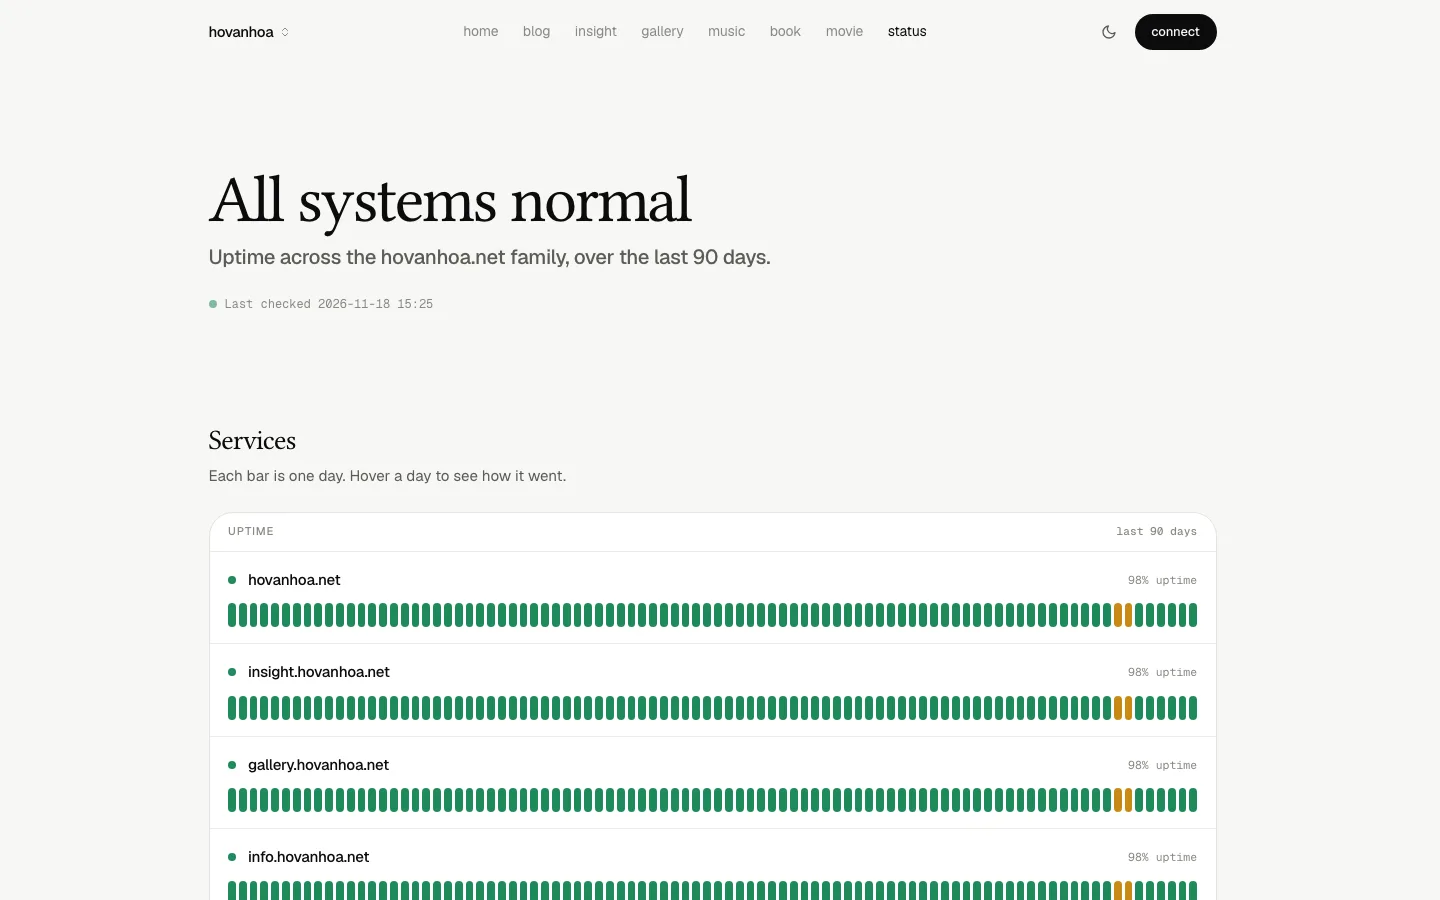 hovanhoa
home blog insight gallery music book movie status
connect
All systems normal
Uptime across the hovanhoa.net family, over the last 90 days.
Last checked 2026-11-18 15:25
Services
Each bar is one day. Hover a day to see how it went.
UPTIME last 90 days
hovanhoa.net 98% uptime
insight.hovanhoa.net 98% uptime
gallery.hovanhoa.net 98% uptime
info.hovanhoa.net 98% uptime